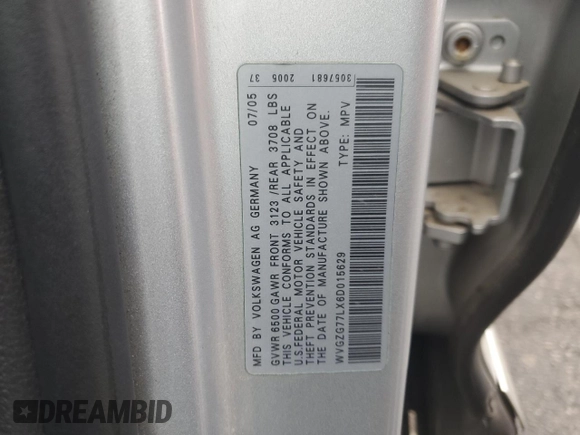 3057681 2005 37
MFD BY VOLKSWAGEN AG GERMANY 07/05
GVWR 6500 GAWR FRONT 3123 /REAR 3708 LBS
THIS VEHICLE CONFORMS TO ALL APPLICABLE
U.S.FEDERAL MOTOR VEHICLE SAFETY AND
THEFT PREVENTION STANDARDS IN EFFECT ON
THE DATE OF MANUFACTURE SHOWN ABOVE.
WVGZG77LX6D015629 TYPE: MPV
DREAMBID